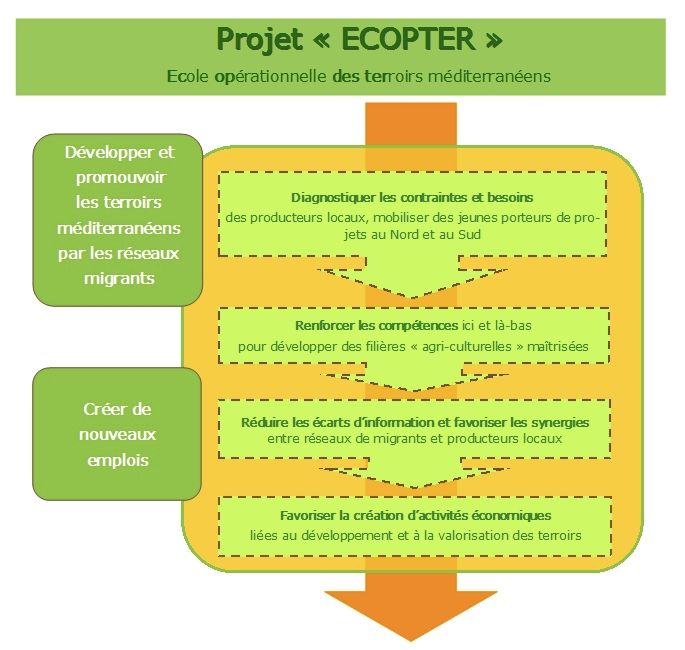 Projet « ECOPTER »
Ecole opérationnelle des terroirs méditerranéens
Développer et
promouvoir
les terroirs
méditerranéens
par les réseaux
migrants
Diagnostiquer les contraintes et besoins
des producteurs locaux, mobiliser des jeunes porteurs de pro-
jets au Nord et au Sud
Renforcer les compétences ici et là-bas
pour développer des filières « agri-culturelles » maîtrisées
Créer de
nouveaux
emplois
Réduire les écarts d'information et favoriser les synergies
entre réseaux de migrants et producteurs locaux
Favoriser la création d'activités économiques
liées au développement et à la valorisation des terroirs